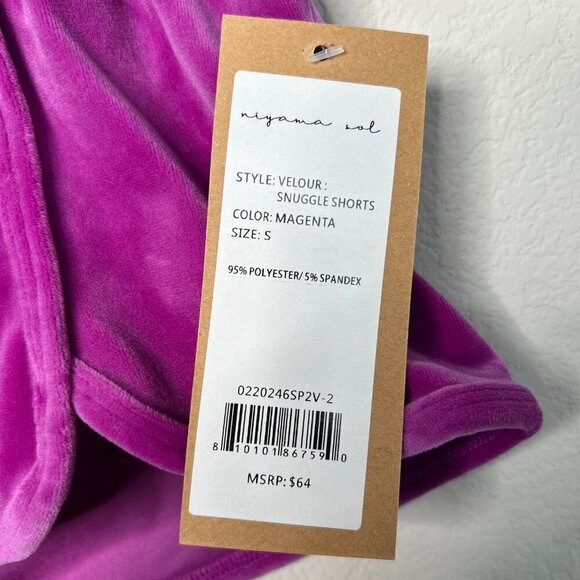 niyama sol
STYLE: VELOUR :
SNUGGLE SHORTS
COLOR: MAGENTA
SIZE: S
95% POLYESTER/ 5% SPANDEX
0220246SP2V-2
8 10101 86759 0
MSRP: $64